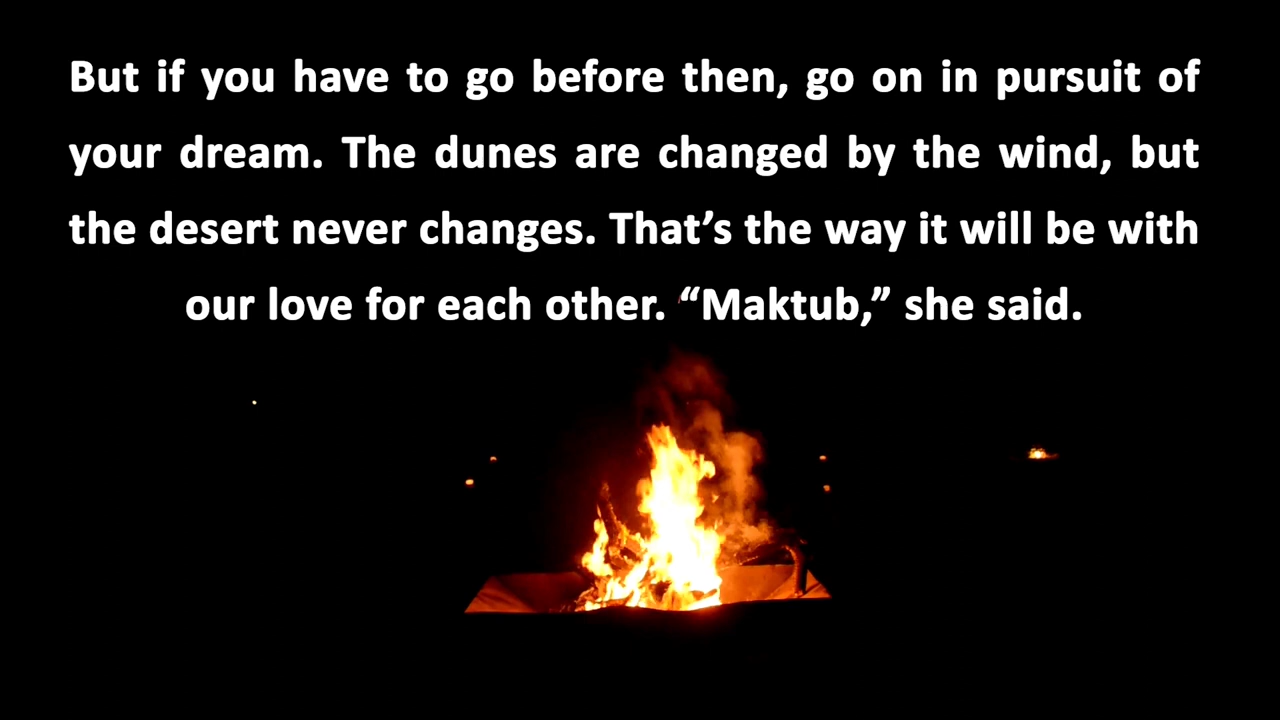 But if you have to go before then, go on in pursuit of
your dream. The dunes are changed by the wind, but
the desert never changes. That’s the way it will be with
our love for each other. “Maktub,” she said.